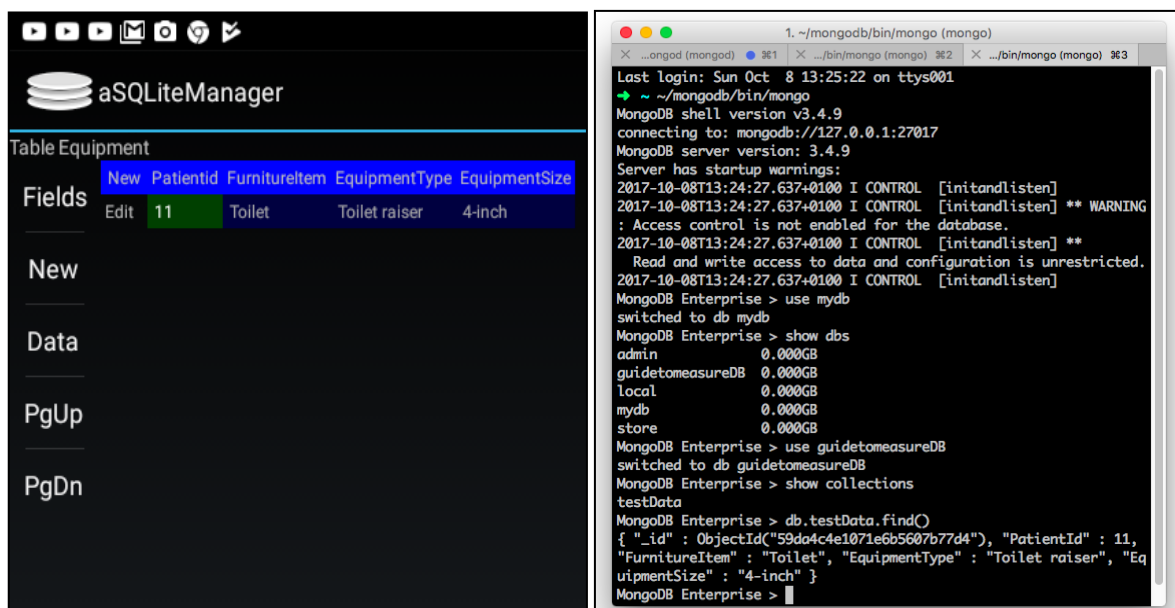 aSQLiteManager
Table Equipment
Fields
New
Data
PgUp
PgDn
New Patientid FurnitureItem EquipmentType EquipmentSize
Edit 11 Toilet Toilet raiser 4-inch
1. ~/mongodb/bin/mongo (mongo)
...ongod (mongod) ⌘1 .../bin/mongo (mongo) ⌘2 .../bin/mongo (mongo) ⌘3
Last login: Sun Oct  8 13:25:22 on ttys001
➜ ~ ~/mongodb/bin/mongo
MongoDB shell version v3.4.9
connecting to: mongodb://127.0.0.1:27017
MongoDB server version: 3.4.9
Server has startup warnings:
2017-10-08T13:24:27.637+0100 I CONTROL  [initandlisten]
2017-10-08T13:24:27.637+0100 I CONTROL  [initandlisten] ** WARNING
: Access control is not enabled for the database.
2017-10-08T13:24:27.637+0100 I CONTROL  [initandlisten] **
Read and write access to data and configuration is unrestricted.
2017-10-08T13:24:27.637+0100 I CONTROL  [initandlisten]
MongoDB Enterprise > use mydb
switched to db mydb
MongoDB Enterprise > show dbs
admin 0.000GB
guidetomeasureDB 0.000GB
local 0.000GB
mydb 0.000GB
store 0.000GB
MongoDB Enterprise > use guidetomeasureDB
switched to db guidetomeasureDB
MongoDB Enterprise > show collections
testData
MongoDB Enterprise > db.testData.find()
{ "_id" : ObjectId("59da4c4e1071e6b5607b77d4"), "PatientId" : 11,
"FurnitureItem" : "Toilet", "EquipmentType" : "Toilet raiser", "Eq
uipmentSize" : "4-inch" }
MongoDB Enterprise >